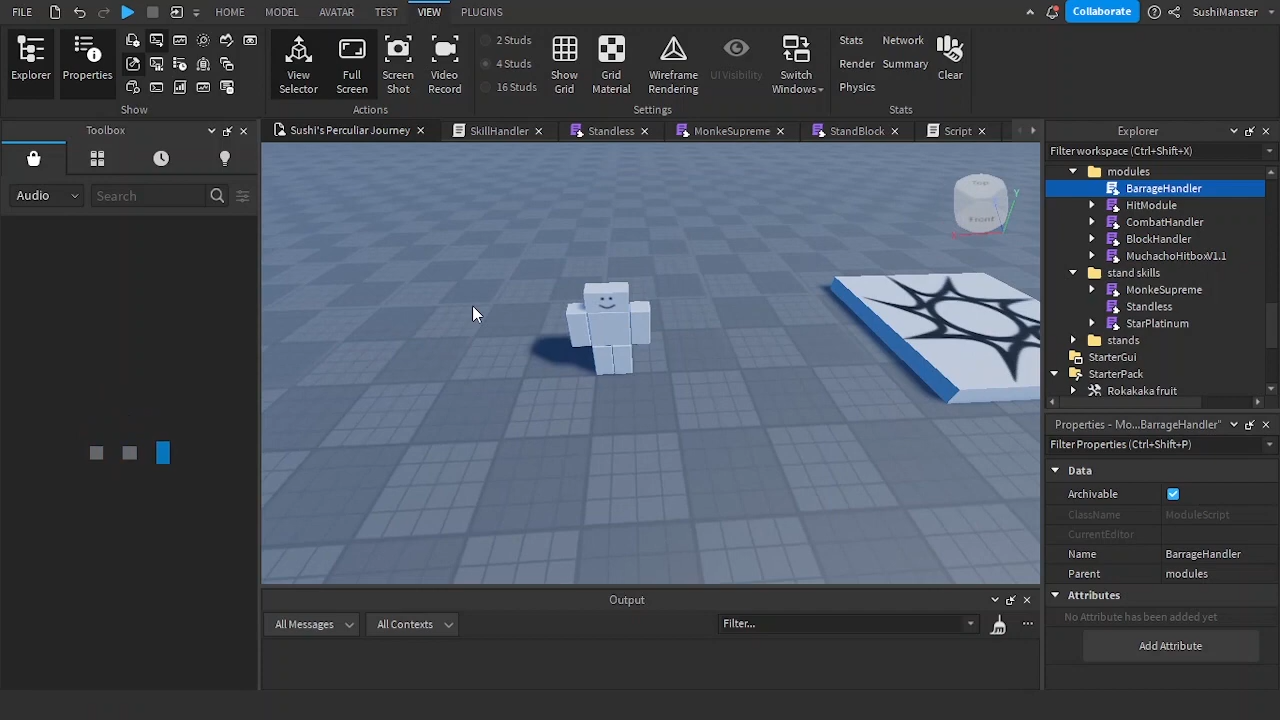 FILE HOME MODEL AVATAR TEST VIEW PLUGINS Collaborate SushiManster
Explorer Properties View Selector Full Screen Screen Shot Video Record
2 Studs
4 Studs
16 Studs
Show Grid Grid Material Wireframe Rendering UI Visibility Switch Windows
Stats Network
Render Summary
Physics
Clear
Show Actions Settings Stats
Toolbox
Audio Search
Sushi's Perculiar Journey SkillHandler Standless MonkeSupreme StandBlock Script
Top
Front
Y
Output
All Messages All Contexts Filter...
Explorer
Filter workspace (Ctrl+Shift+X)
modules
BarrageHandler
HitModule
CombatHandler
BlockHandler
MuchachoHitboxV1.1
stand skills
MonkeSupreme
Standless
StarPlatinum
stands
StarterGui
StarterPack
Rokakaka fruit
Properties - Mo...BarrageHandler"
Filter Properties (Ctrl+Shift+P)
Data
Archivable
ClassName ModuleScript
CurrentEditor
Name BarrageHandler
Parent modules
Attributes
No Attribute has been added yet
Add Attribute